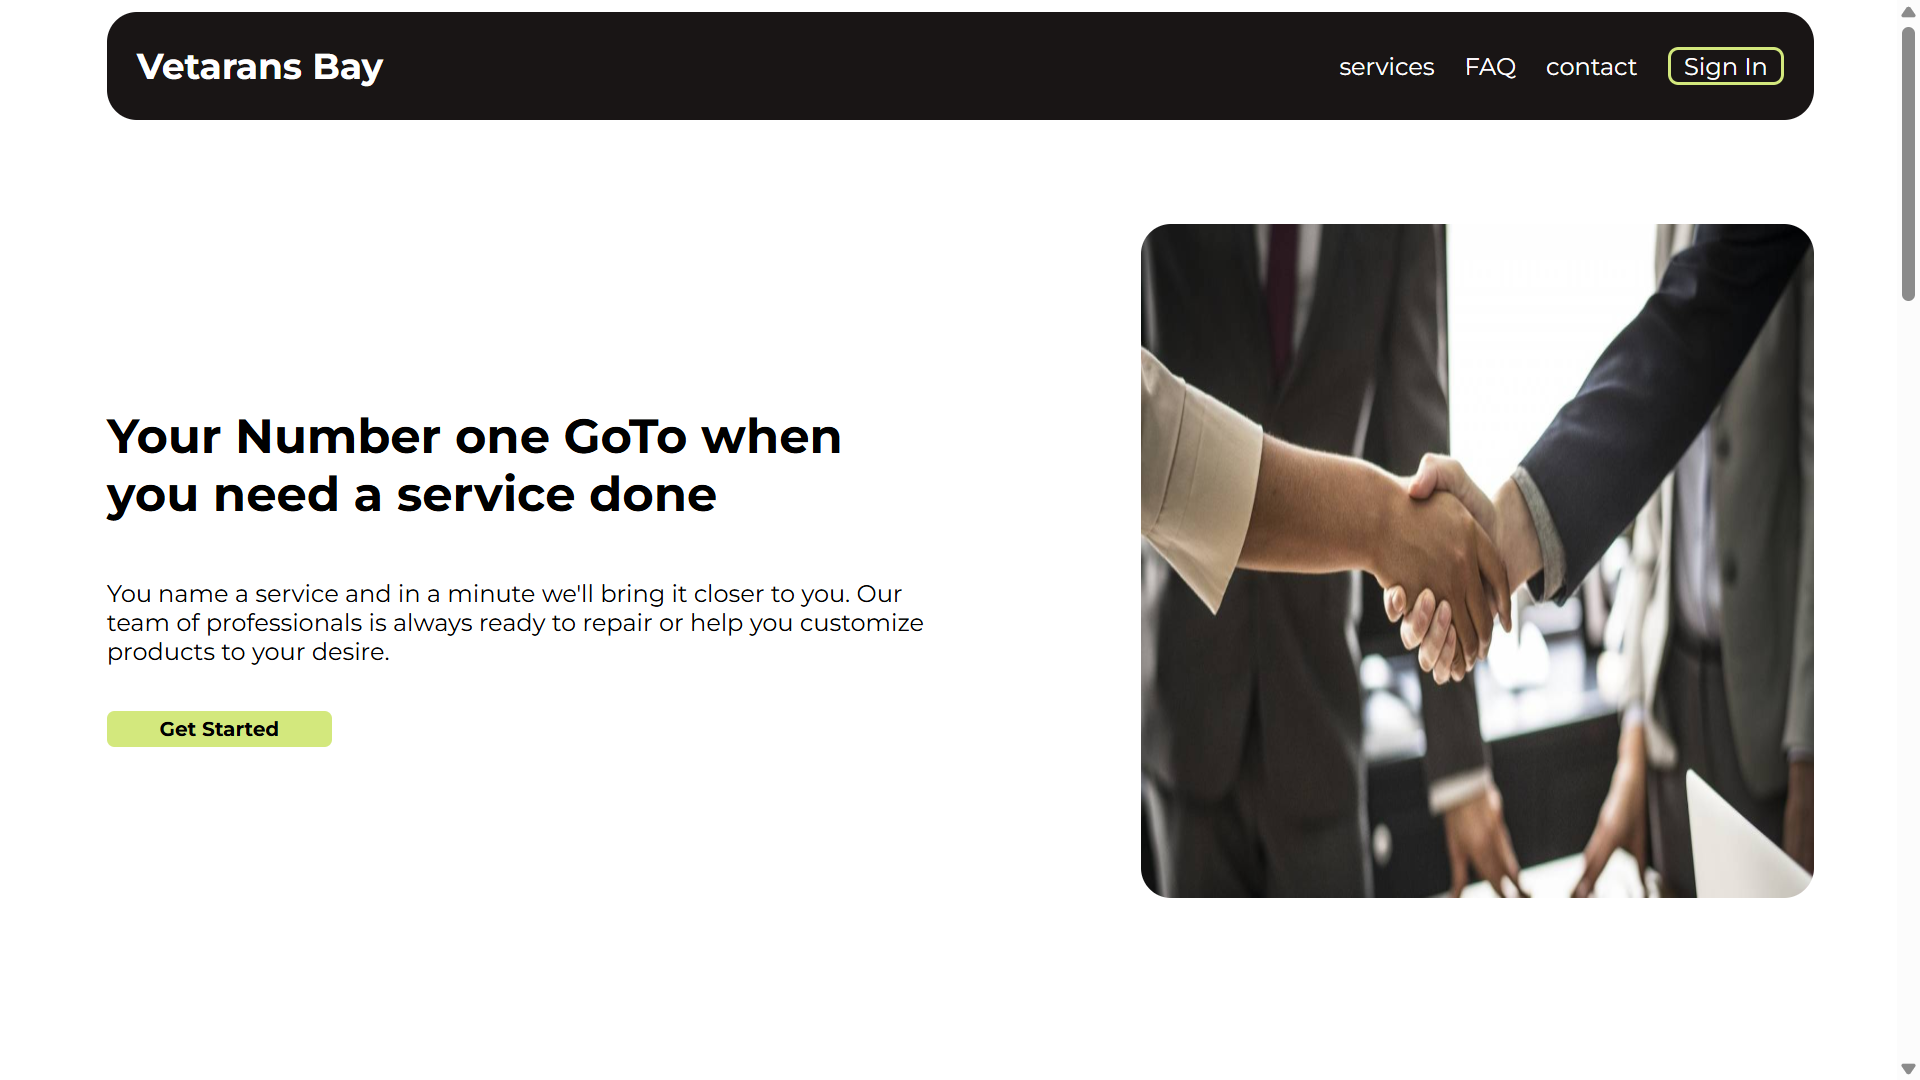 Vetarans Bay
services FAQ contact Sign In
Your Number one GoTo when
you need a service done
You name a service and in a minute we'll bring it closer to you. Our
team of professionals is always ready to repair or help you customize
products to your desire.
Get Started